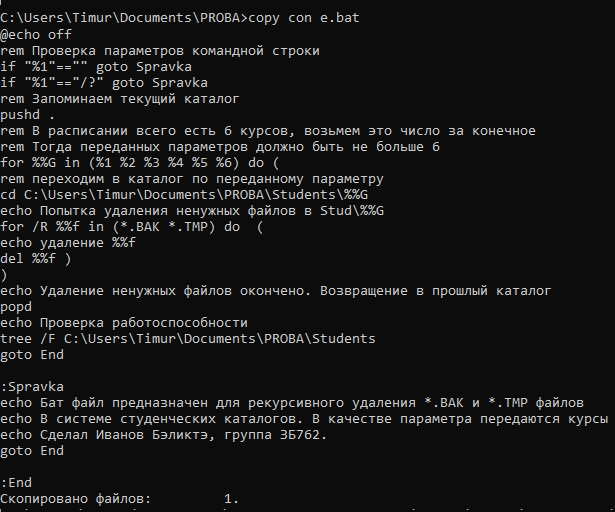 C:\Users\Timur\Documents\PROBA>copy con e.bat
@echo off
rem Проверка параметров командной строки
if "%1"=="" goto Spravka
if "%1"=="/?" goto Spravka
rem Запоминаем текущий каталог
pushd .
rem В расписании всего есть 6 курсов, возьмем это число за конечное
rem Тогда переданных параметров должно быть не больше 6
for %%G in (%1 %2 %3 %4 %5 %6) do (
rem переходим в каталог по переданному параметру
cd C:\Users\Timur\Documents\PROBA\Students\%%G
echo Попытка удаления ненужных файлов в Stud\%%G
for /R %%f in (*.BAK *.TMP) do  (
echo удаление %%f
del %%f )
)
echo Удаление ненужных файлов окончено. Возвращение в прошлый каталог
popd
echo Проверка работоспособности
tree /F C:\Users\Timur\Documents\PROBA\Students
goto End

:Spravka
echo Бат файл предназначен для рекурсивного удаления *.BAK и *.TMP файлов
echo В системе студенческих каталогов. В качестве параметра передаются курсы
echo Сделал Иванов Бэликтэ, группа ЗБ762.
goto End

:End
Скопировано файлов:         1.